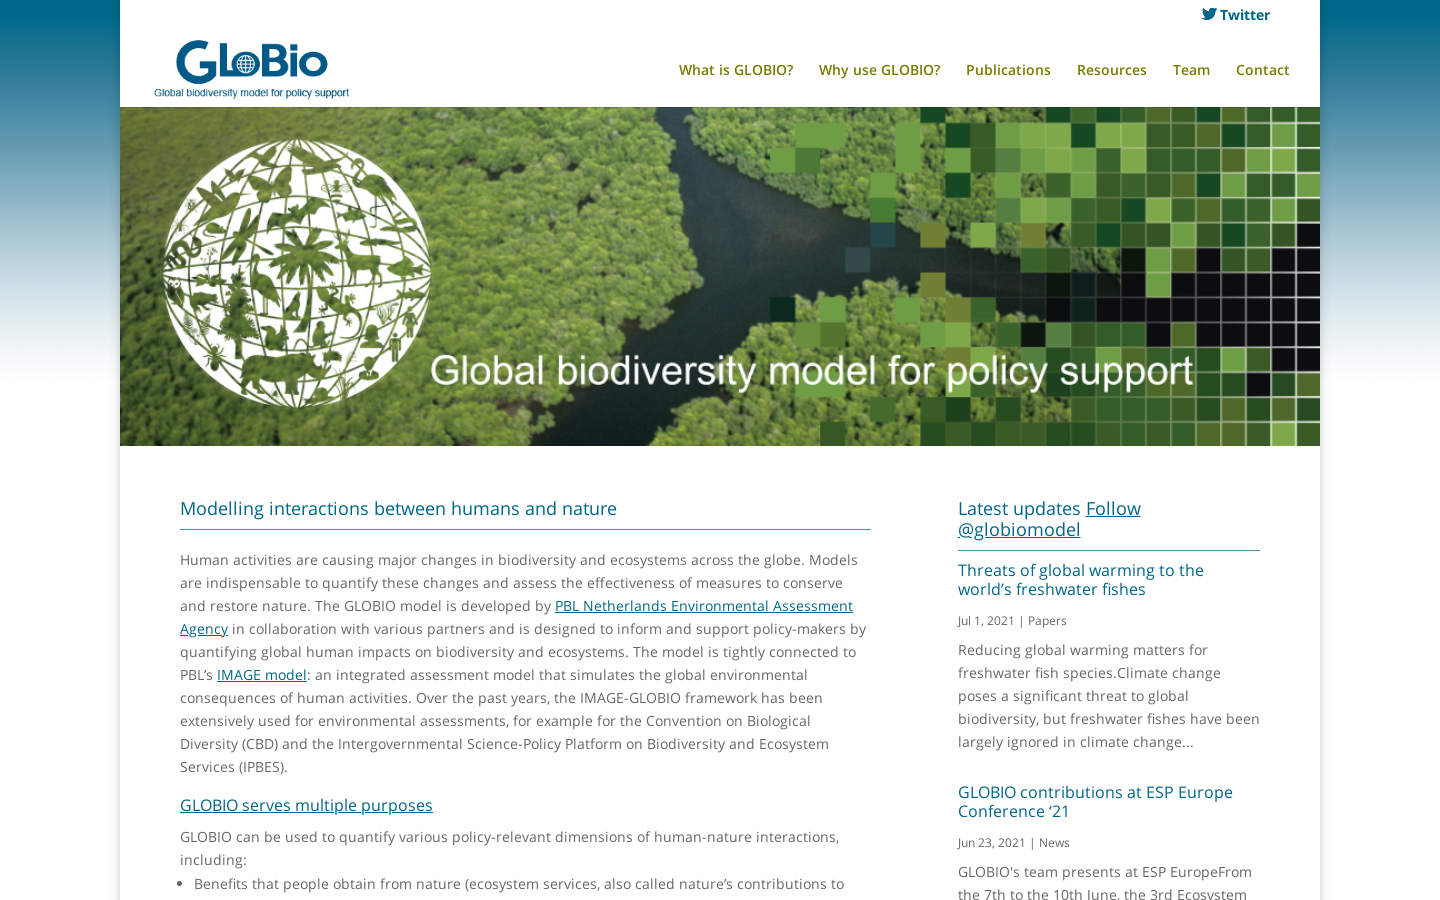 Twitter
GLOBIO
Global biodiversity model for policy support
What is GLOBIO?
Why use GLOBIO?
Publications
Resources
Team
Contact
Global biodiversity model for policy support
Modelling interactions between humans and nature
Human activities are causing major changes in biodiversity and ecosystems across the globe. Models
are indispensable to quantify these changes and assess the effectiveness of measures to conserve
and restore nature. The GLOBIO model is developed by PBL Netherlands Environmental Assessment
Agency in collaboration with various partners and is designed to inform and support policy-makers by
quantifying global human impacts on biodiversity and ecosystems. The model is tightly connected to
PBL’s IMAGE model: an integrated assessment model that simulates the global environmental
consequences of human activities. Over the past years, the IMAGE-GLOBIO framework has been
extensively used for environmental assessments, for example for the Convention on Biological
Diversity (CBD) and the Intergovernmental Science-Policy Platform on Biodiversity and Ecosystem
Services (IPBES).
GLOBIO serves multiple purposes
GLOBIO can be used to quantify various policy-relevant dimensions of human-nature interactions,
including:
• Benefits that people obtain from nature (ecosystem services, also called nature’s contributions to
Latest updates Follow
@globiomodel
Threats of global warming to the
world’s freshwater fishes
Jul 1, 2021 | Papers
Reducing global warming matters for
freshwater fish species.Climate change
poses a significant threat to global
biodiversity, but freshwater fishes have been
largely ignored in climate change...
GLOBIO contributions at ESP Europe
Conference ‘21
Jun 23, 2021 | News
GLOBIO's team presents at ESP EuropeFrom
the 7th to the 10th June, the 3rd Ecosystem